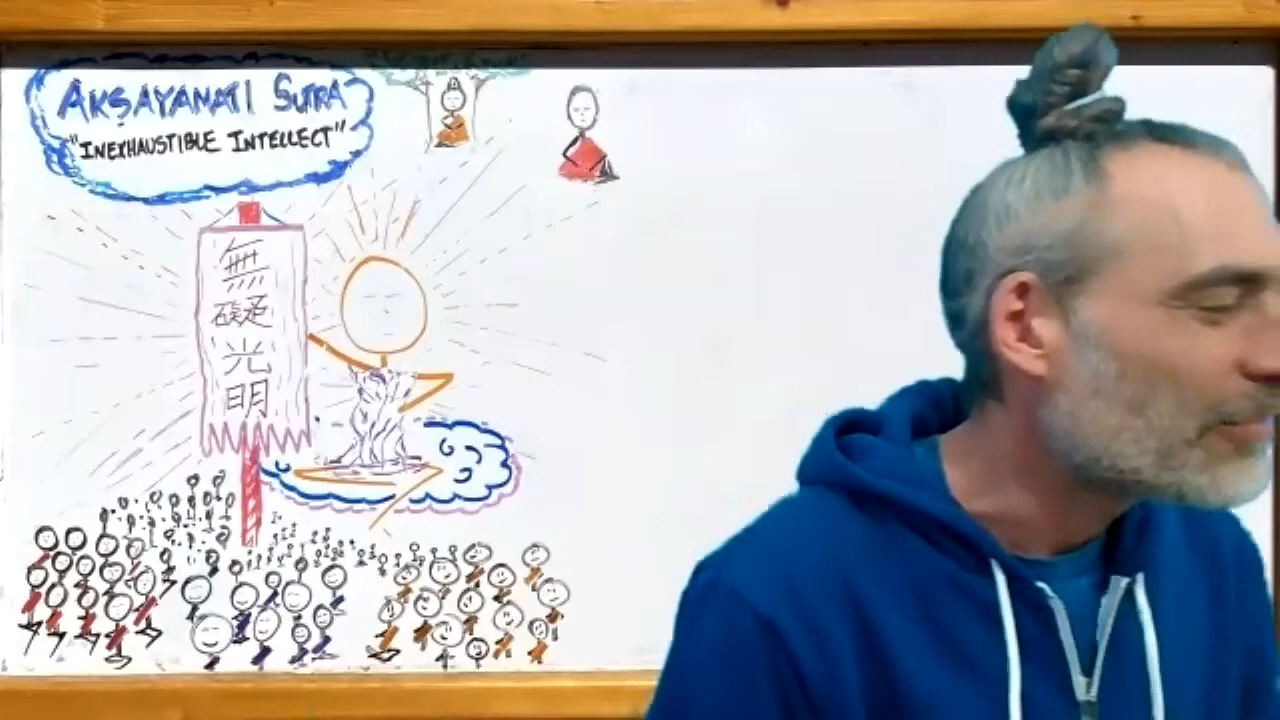 AKṢAYAMATI SUTRA
"INEXHAUSTIBLE INTELLECT"
無
礙
光
明